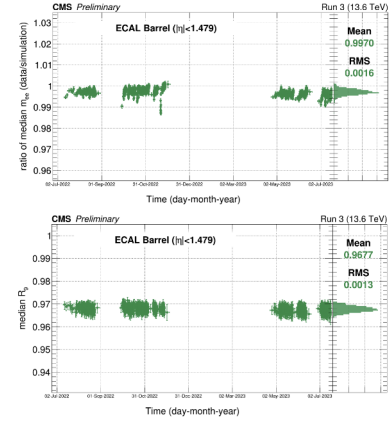 CMS Preliminary Run 3 (13.6 TeV)
ratio of median mee (data/simulation)
1.03
1.02
1.01
1
0.99
0.98
0.97
0.96
ECAL Barrel (|η|<1.479)
Mean
0.9970
RMS
0.0016
02-Jul-2022 31-Aug-2022 31-Oct-2022 31-Dec-2022 02-Mar-2023 02-May-2023 02-Jul-2023
Time (day-month-year)
CMS Preliminary Run 3 (13.6 TeV)
median R9
1
0.99
0.98
0.97
0.96
0.95
0.94
ECAL Barrel (|η|<1.479)
Mean
0.9677
RMS
0.0013
02-Jul-2022 01-Sep-2022 31-Oct-2022 31-Dec-2022 02-Mar-2023 02-May-2023 02-Jul-2023
Time (day-month-year)